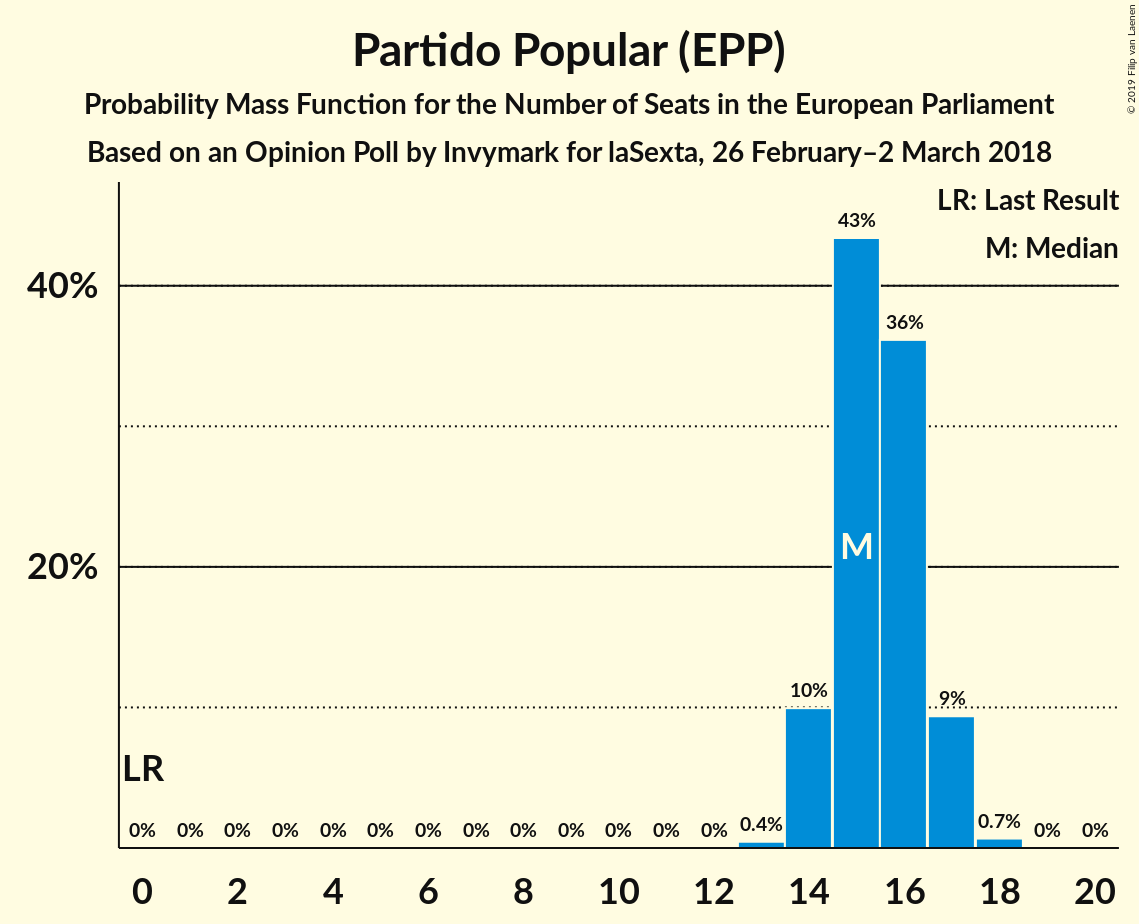 Partido Popular (EPP)
Probability Mass Function for the Number of Seats in the European Parliament
Based on an Opinion Poll by Invymark for laSexta, 26 February–2 March 2018
© 2019 Filip van Laenen
LR: Last Result
M: Median
43%
40%
36%
M
20%
10%
9%
LR
0% 0% 0% 0% 0% 0% 0% 0% 0% 0% 0% 0% 0% 0.4% 0.7% 0% 0%
0 2 4 6 8 10 12 14 16 18 20